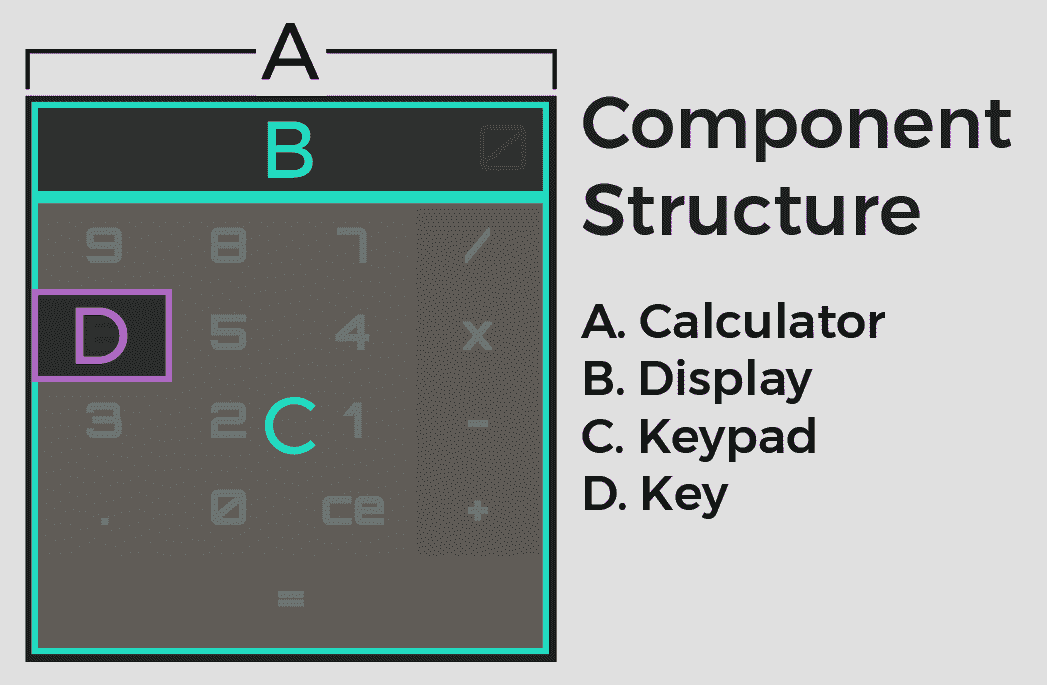 A
B
Component
Structure
9 8 7 /
D 5 4 x
A. Calculator
B. Display
3 2 C 1 -
C. Keypad
D. Key
. 0 ce +
=